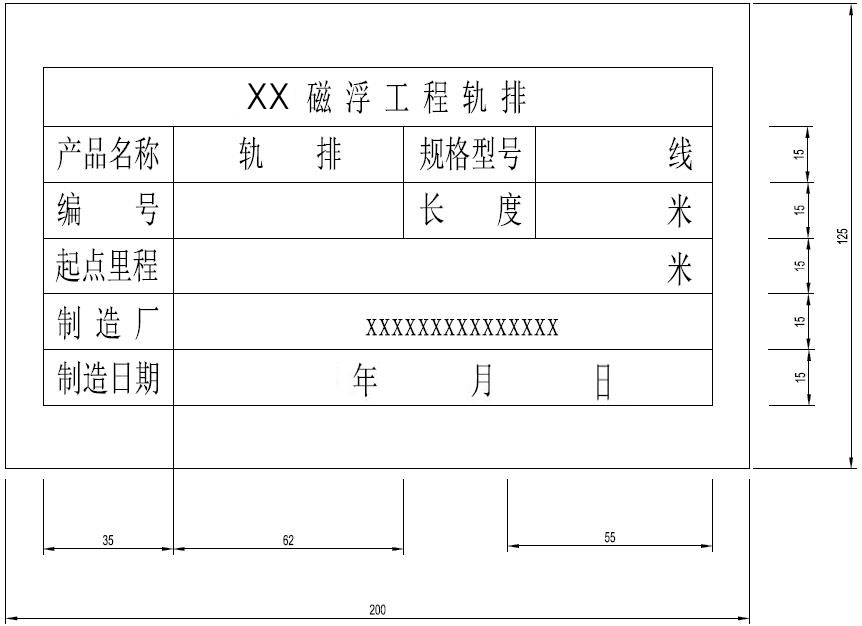 XX 磁 浮 工 程 轨 排
产品名称 轨 排 规格型号 线
编 号 长 度 米
起点里程 米
制 造 厂 XXXXXXXXXXXXXXX
制造日期 年 月 日
15
15
15
15
15
125
35 62 55
200